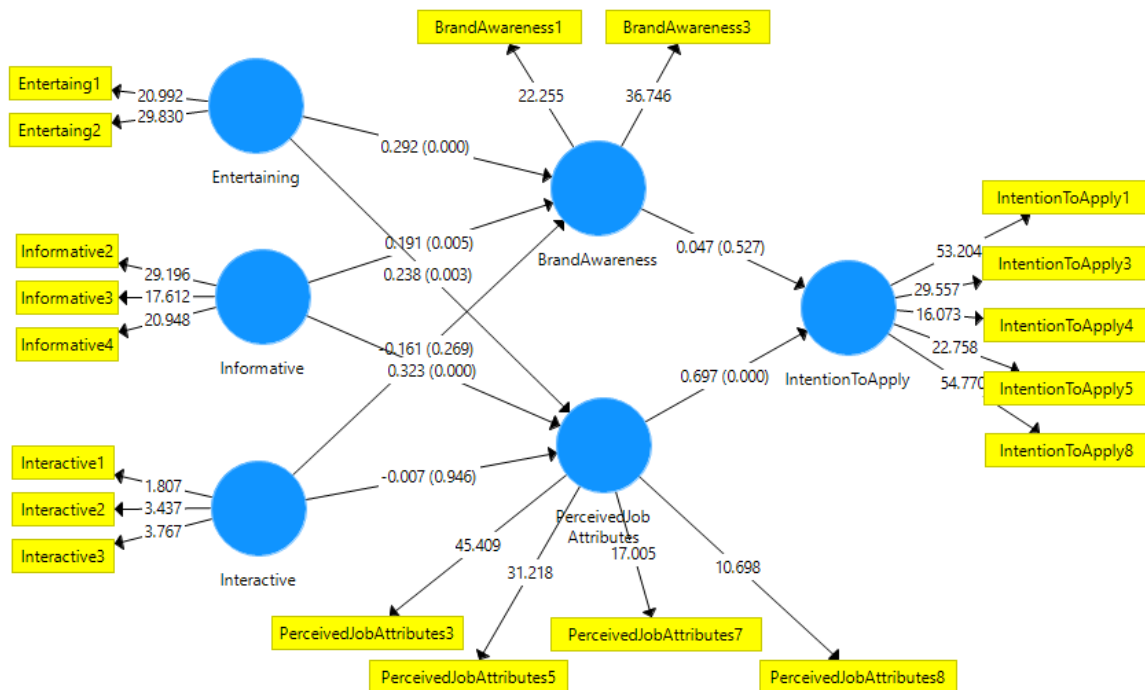 BrandAwareness1
BrandAwareness3
Entertaing1
20.992
29.830
Entertaing2
22.255
36.746
0.292 (0.000)
Entertaining
IntentionToApply1
Informative2
0.191 (0.005)
0.238 (0.003)
BrandAwareness
0.047 (0.527)
53.204
IntentionToApply3
29.196
29.557
Informative3
17.612
16.073
IntentionToApply4
20.948
Informative4
22.758
-0.161 (0.269)
0.323 (0.000)
Informative
0.697 (0.000)
IntentionToApply
54.770
IntentionToApply5
IntentionToApply8
Interactive1
1.807
-0.007 (0.946)
Interactive2
3.437
3.767
Interactive3
Interactive
PerceivedJob
Attributes
45.409
31.218
17.005
10.698
PerceivedJobAttributes3
PerceivedJobAttributes7
PerceivedJobAttributes5
PerceivedJobAttributes8